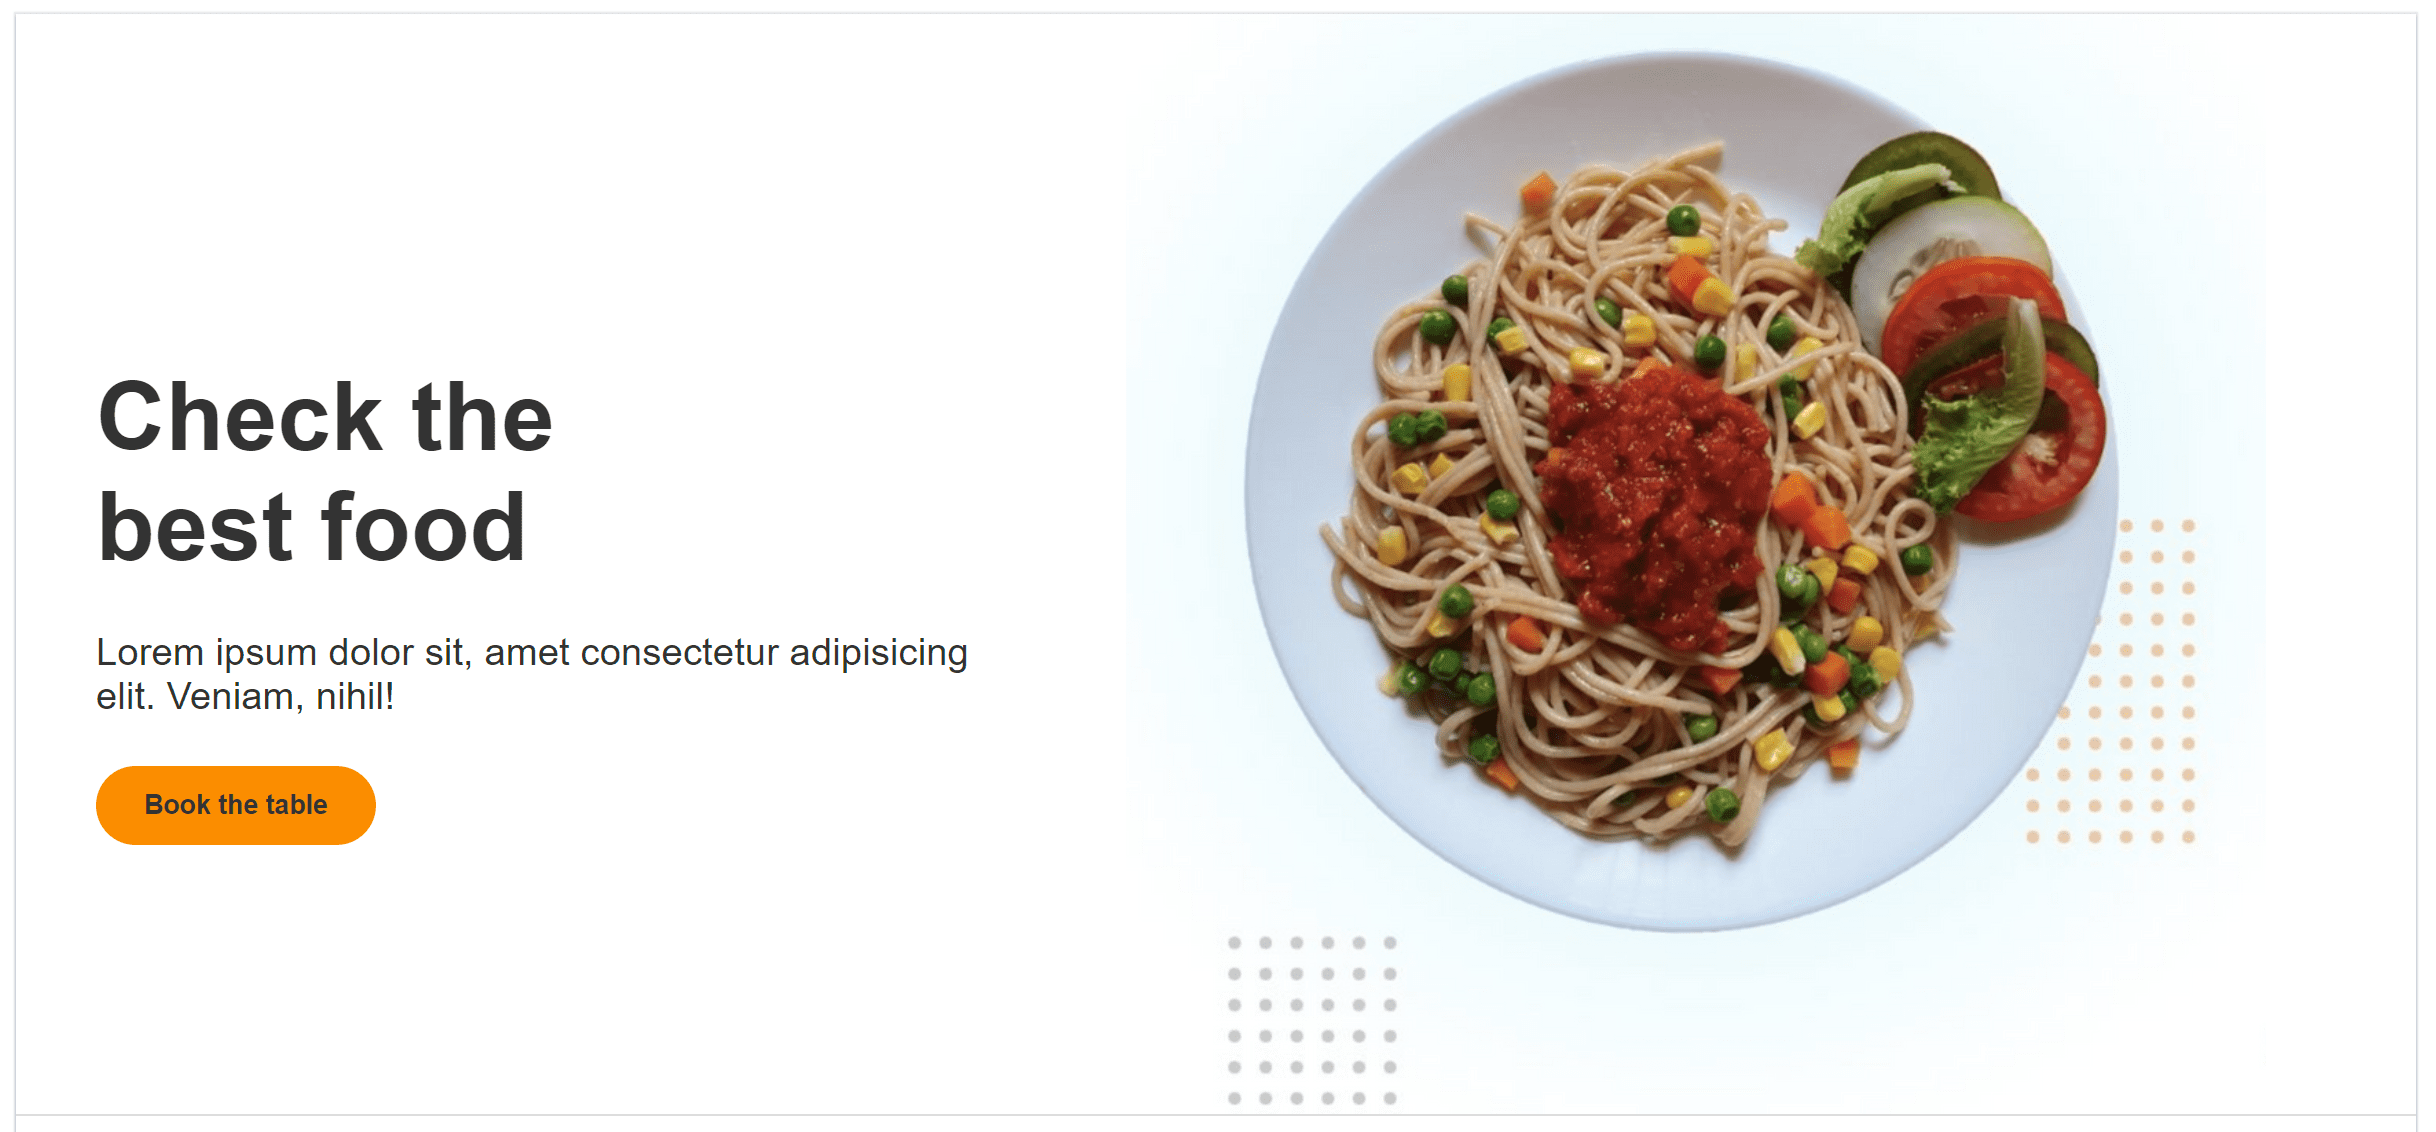 Check the
best food
Lorem ipsum dolor sit, amet consectetur adipisicing
elit. Veniam, nihil!
Book the table